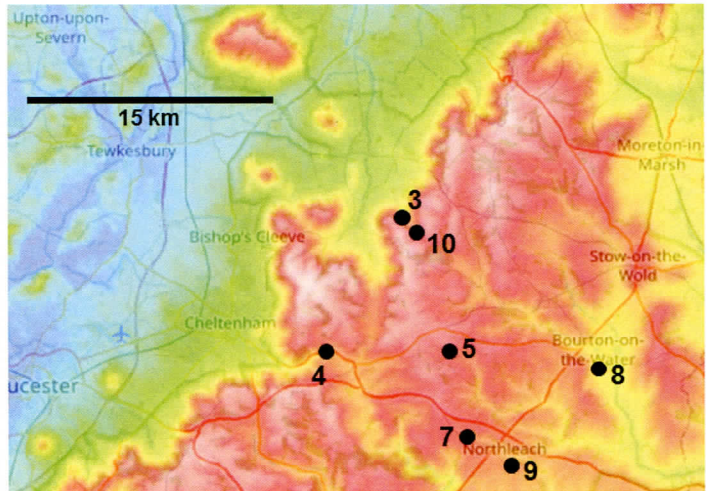 Upton-upon-
Severn
15 km
Tewkesbury
Moreton-in-
Marsh
3
10
Bishop's Cleeve
Stow-on-the-
Wold
Cheltenham
4
5
Bourton-on-
the-Water
8
ucester
7
Northleach
9